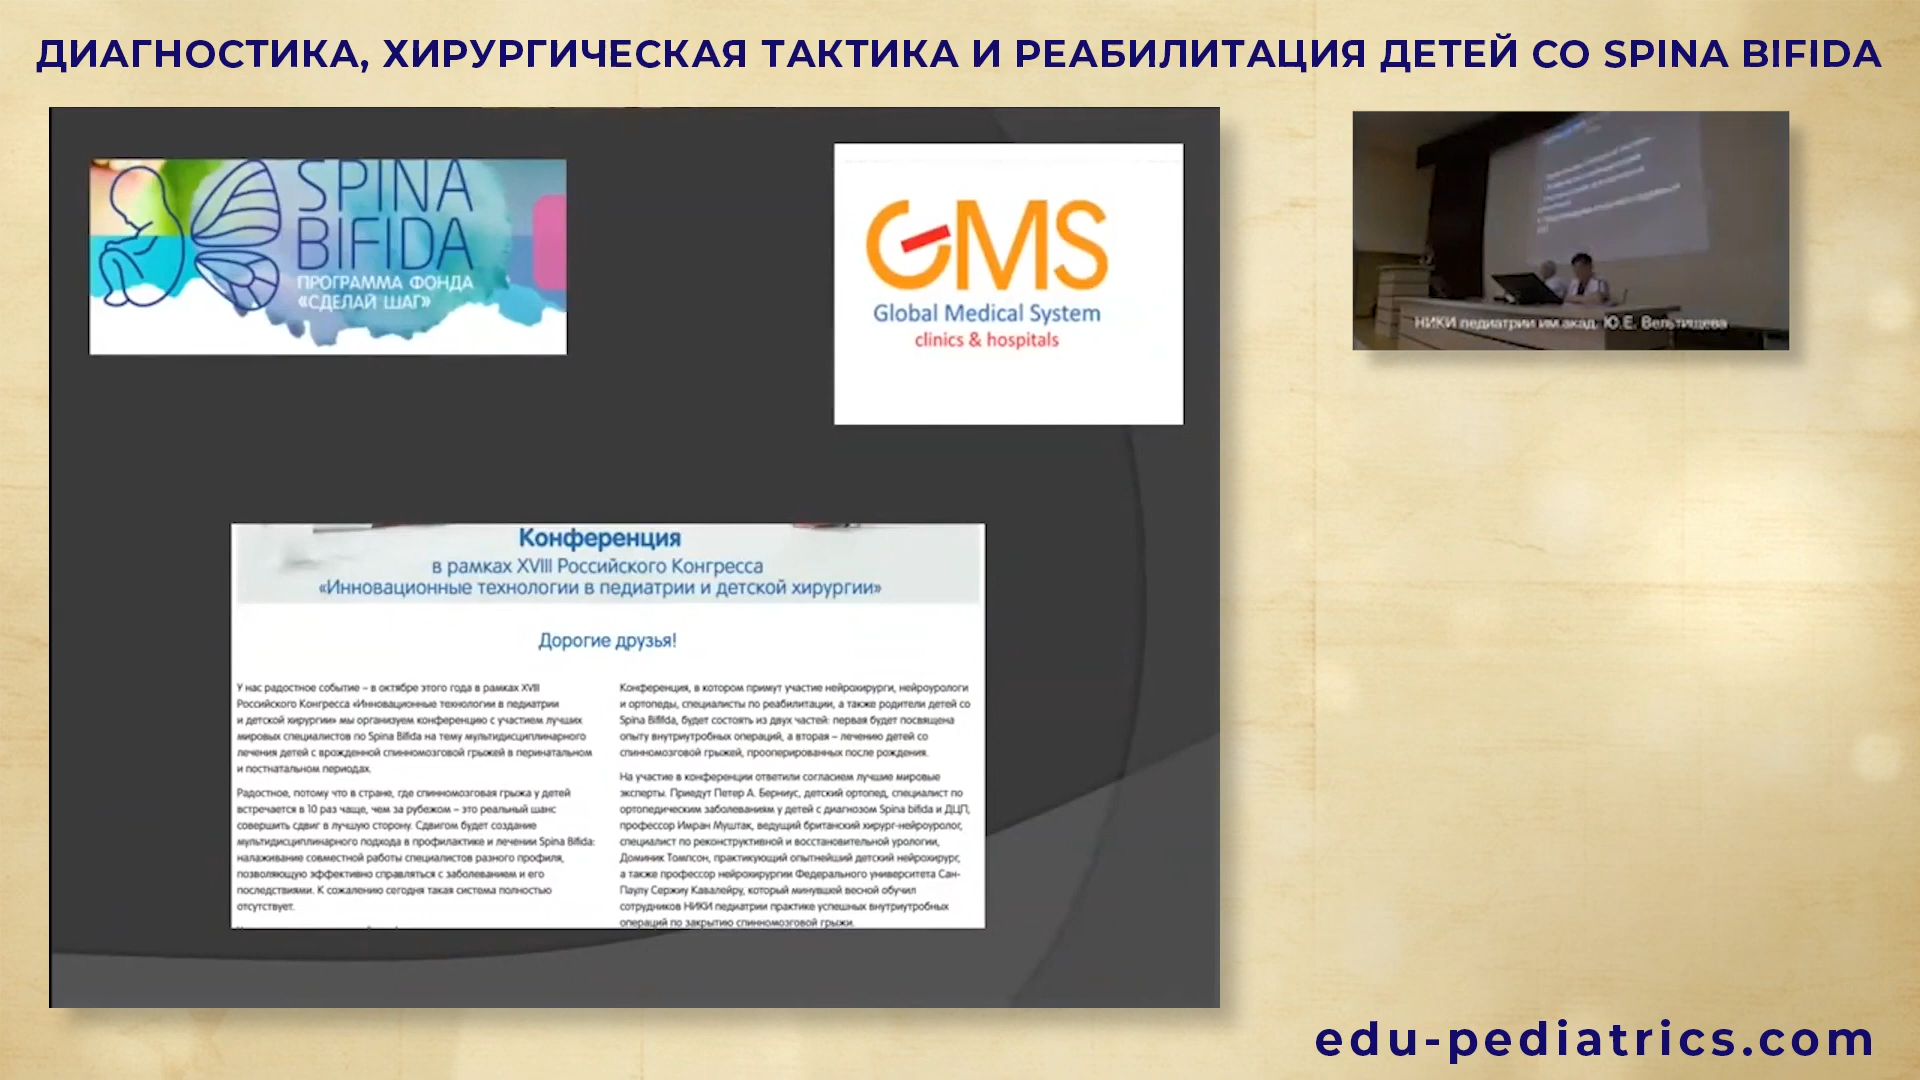 ДИАГНОСТИКА, ХИРУРГИЧЕСКАЯ ТАКТИКА И РЕАБИЛИТАЦИЯ ДЕТЕЙ СО SPINA BIFIDA
SPINA
BIFIDA
ПРОГРАММА ФОНДА
«СДЕЛАЙ ШАГ»
GMS
Global Medical System
clinics & hospitals
НИКИ педиатрии им.акад. Ю.Е. Вельтищева
Конференция
в рамках XVIII Российского Конгресса
«Инновационные технологии в педиатрии и детской хирургии»
Дорогие друзья!
У нас радостное событие – в октябре этого года в рамках XVIII
Российского Конгресса «Инновационные технологии в педиатрии
и детской хирургии» мы организуем конференцию с участием лучших
мировых специалистов по Spina Bifida на тему мультидисциплинарного
лечения детей с врожденной спинномозговой грыжей в перинатальном
и постнатальном периодах.
Радостное, потому что в стране, где спинномозговая грыжа у детей
встречается в 10 раз чаще, чем за рубежом – это реальный шанс
совершить сдвиг в лучшую сторону. Сдвигом будет создание
мультидисциплинарного подхода в профилактике и лечении Spina Bifida:
налаживание совместной работы специалистов разного профиля,
позволяющую эффективно справляться с заболеванием и его
последствиями. К сожалению сегодня такая система полностью
отсутствует.
Конференция, в котором примут участие нейрохирурги, нейроурологи
и ортопеды, специалисты по реабилитации, а также родители детей со
Spina Bififda, будет состоять из двух частей: первая будет посвящена
опыту внутриутробных операций, а вторая – лечению детей со
спинномозговой грыжей, прооперированных после рождения.
На участие в конференции ответили согласием лучшие мировые
эксперты. Приедут Петер А. Берниус, детский ортопед, специалист по
ортопедическим заболеваниям у детей с диагнозом Spina bifida и ДЦП,
профессор Имран Муштак, ведущий британский хирург-нейроуролог,
специалист по реконструктивной и восстановительной урологии,
Доминик Томпсон, практикующий опытнейший детский нейрохирург,
а также профессор нейрохирургии Федерального университета Сан-
Паулу Сержиу Кавалейру, который минувшей весной обучил
сотрудников НИКИ педиатрии практике успешных внутриутробных
операций по закрытию спинномозговой грыжи.
edu-pediatrics.com